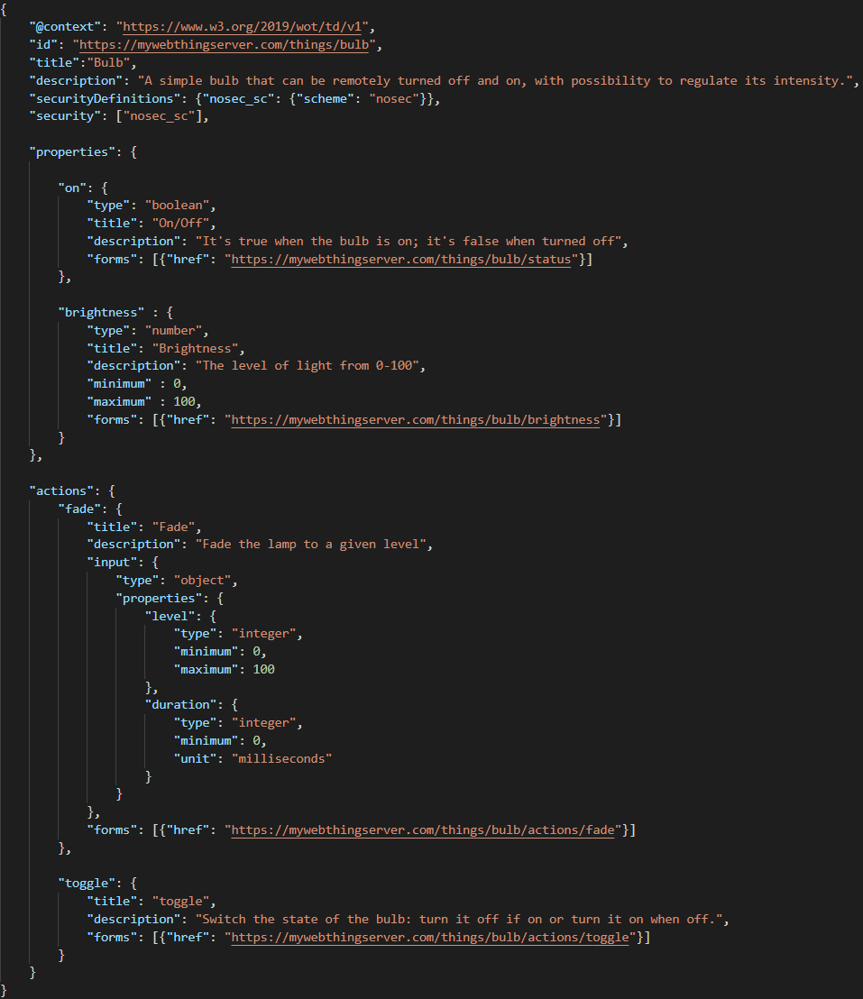 {
    "@context": "https://www.w3.org/2019/wot/td/v1",
    "id": "https://mywebthingserver.com/things/bulb",
    "title":"Bulb",
    "description": "A simple bulb that can be remotely turned off and on, with possibility to regulate its intensity.",
    "securityDefinitions": {"nosec_sc": {"scheme": "nosec"}},
    "security": ["nosec_sc"],

    "properties": {

        "on": {
            "type": "boolean",
            "title": "On/Off",
            "description": "It's true when the bulb is on; it's false when turned off",
            "forms": [{"href": "https://mywebthingserver.com/things/bulb/status"}]
        },

        "brightness" : {
            "type": "number",
            "title": "Brightness",
            "description": "The level of light from 0-100",
            "minimum" : 0,
            "maximum" : 100,
            "forms": [{"href": "https://mywebthingserver.com/things/bulb/brightness"}]
        }
    },

    "actions": {
        "fade": {
            "title": "Fade",
            "description": "Fade the lamp to a given level",
            "input": {
                "type": "object",
                "properties": {
                    "level": {
                        "type": "integer",
                        "minimum": 0,
                        "maximum": 100
                    },
                    "duration": {
                        "type": "integer",
                        "minimum": 0,
                        "unit": "milliseconds"
                    }
                }
            },
            "forms": [{"href": "https://mywebthingserver.com/things/bulb/actions/fade"}]
        },

        "toggle": {
            "title": "toggle",
            "description": "Switch the state of the bulb: turn it off if on or turn it on when off.",
            "forms": [{"href": "https://mywebthingserver.com/things/bulb/actions/toggle"}]
        }
    }
}